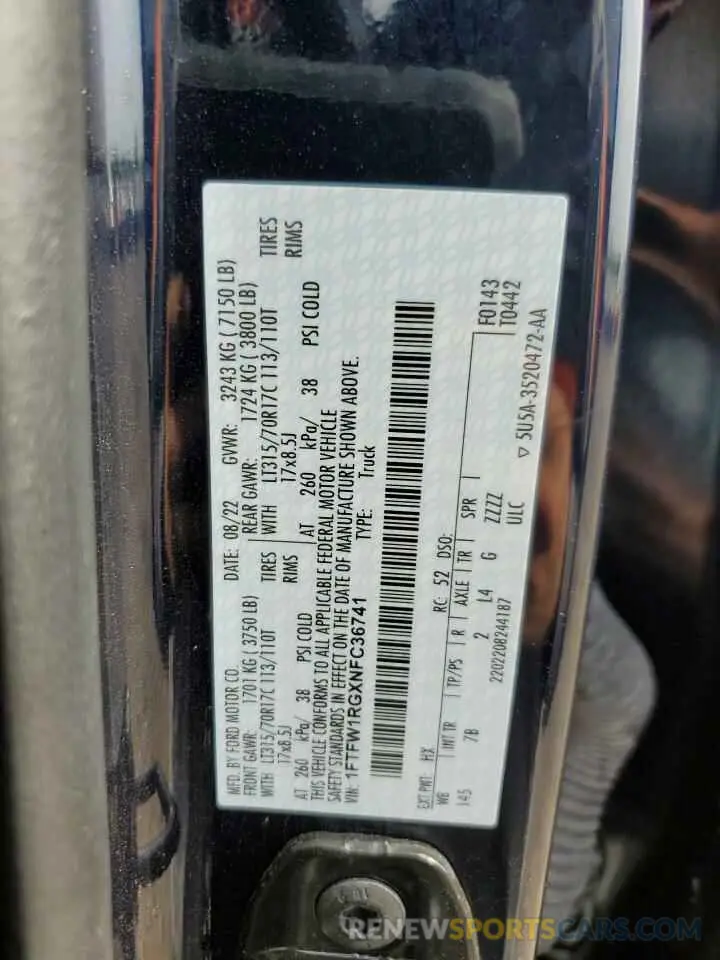 MFD. BY FORD MOTOR CO. DATE: 08/22 GVWR: 3243 KG ( 7150 LB)
FRONT GAWR: 1701 KG ( 3750 LB) REAR GAWR: 1724 KG ( 3800 LB)
WITH LT315/70R17C 113/110T TIRES WITH LT315/70R17C 113/110T TIRES
17x8.5J RIMS 17x8.5J RIMS
AT 260 kPa/ 38 PSI COLD AT 260 kPa/ 38 PSI COLD
THIS VEHICLE CONFORMS TO ALL APPLICABLE FEDERAL MOTOR VEHICLE
SAFETY STANDARDS IN EFFECT ON THE DATE OF MANUFACTURE SHOWN ABOVE.
VIN: 1FTFW1RGXNFC36741 TYPE: Truck
EXT PNT: HX RC: 52 DSO:
WB INT TR TP/PS R AXLE TR SPR F0143
145 7B 2 L4 G ZZZZ T0442
2202208244187 ULC ▽ 5U5A-3520472-AA
RENEWSPORTSCARS.COM